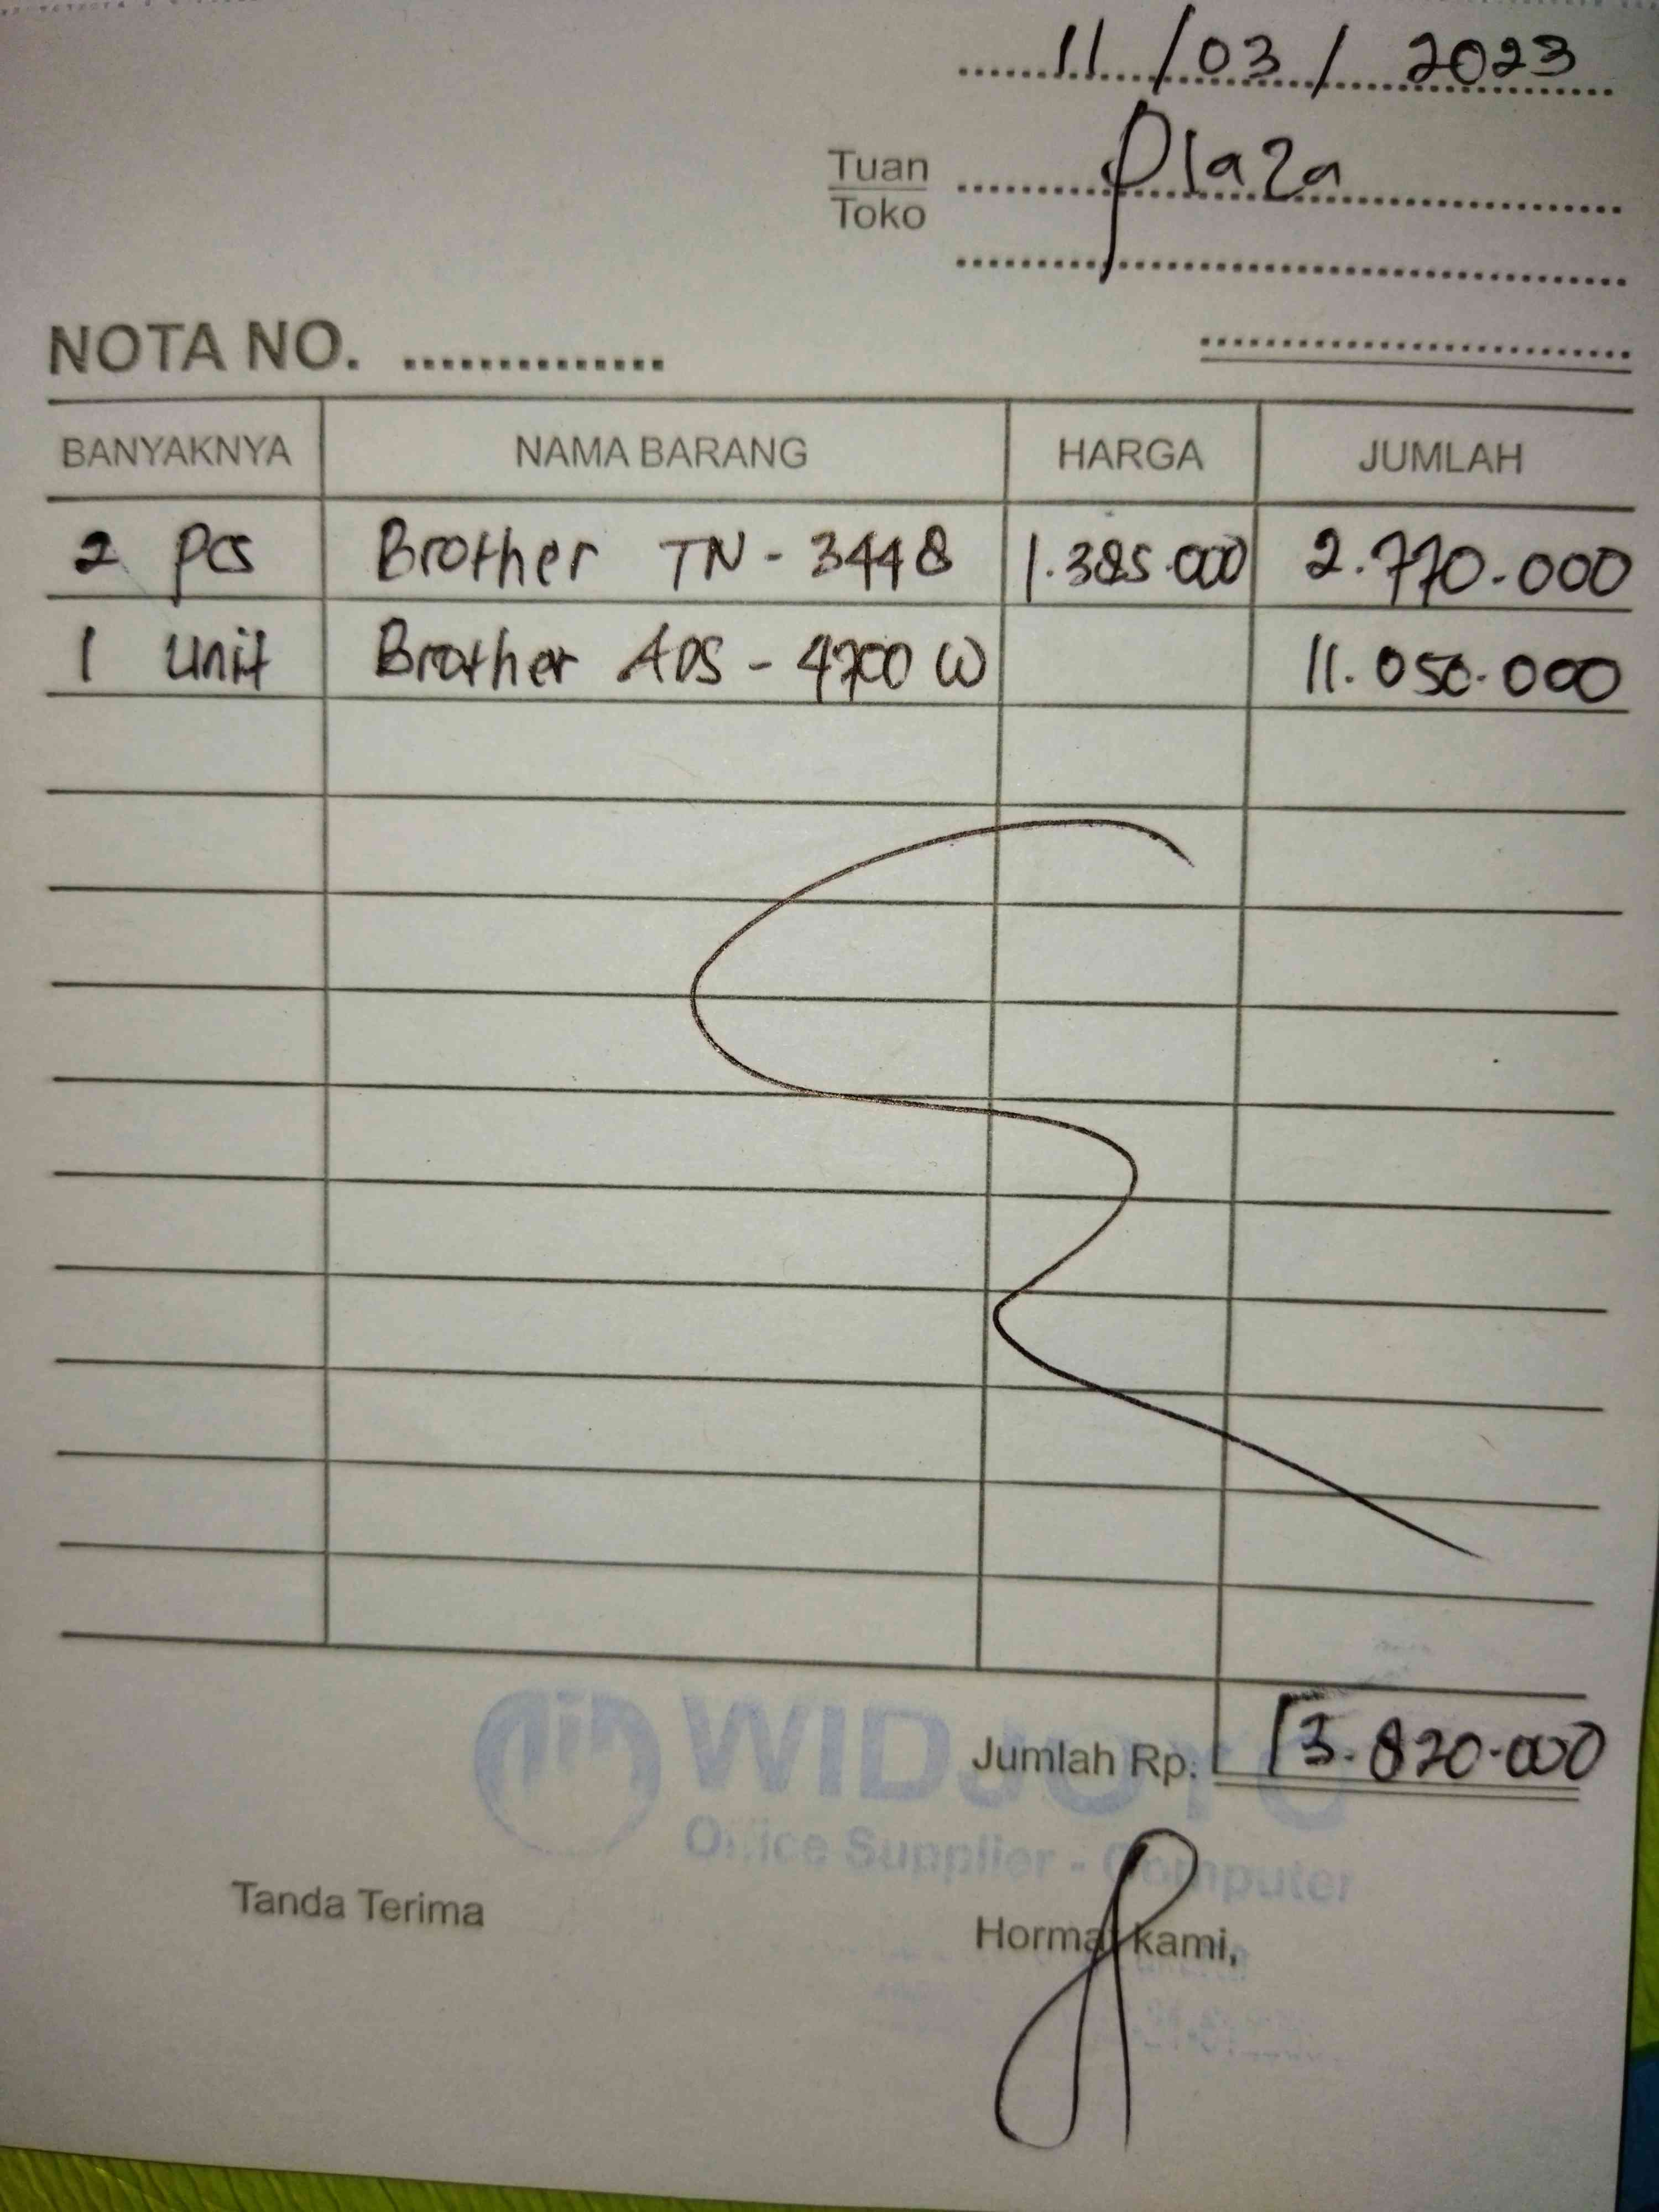 11 / 03 / 2023
Tuan
Toko
Plaza
NOTA NO. ..............
BANYAKNYA NAMA BARANG HARGA JUMLAH
2 Pcs Brother TN - 3448 1.385.000 2.770.000
1 Unit Brother ADS - 4700 W 11.050.000
Jumlah Rp. 13.820.000
WIDJOYO
Office Supplier - Computer
Tanda Terima
Hormat kami,